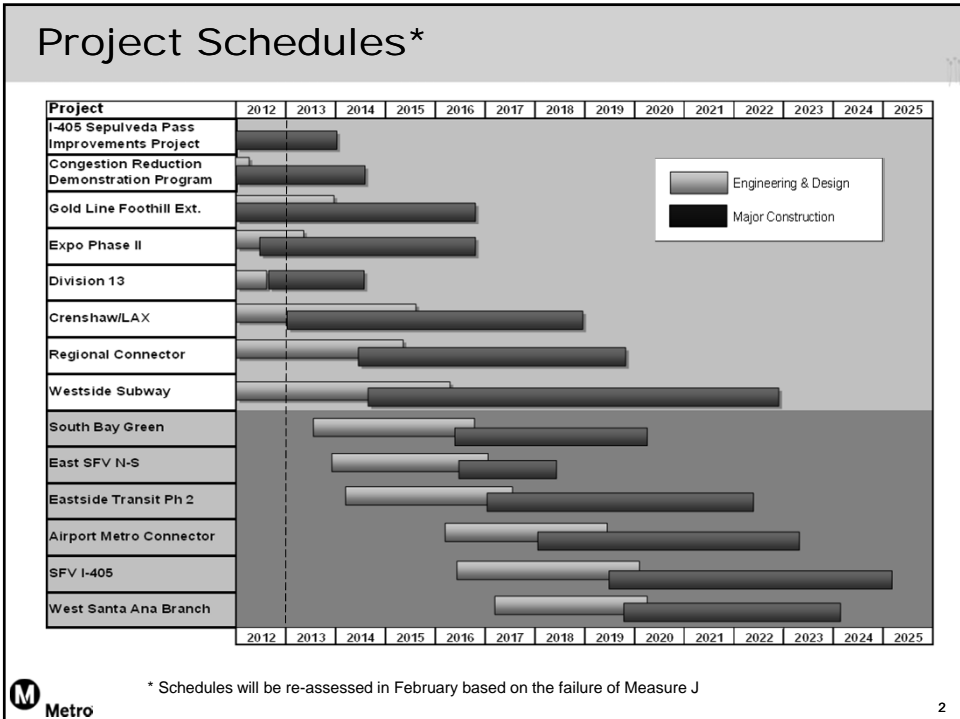 Project Schedules*
Project 2012 2013 2014 2015 2016 2017 2018 2019 2020 2021 2022 2023 2024 2025
I-405 Sepulveda Pass
Improvements Project
Congestion Reduction
Demonstration Program
Engineering & Design
Gold Line Foothill Ext.
Major Construction
Expo Phase II
Division 13
Crenshaw/LAX
Regional Connector
Westside Subway
South Bay Green
East SFV N-S
Eastside Transit Ph 2
Airport Metro Connector
SFV I-405
West Santa Ana Branch
2012 2013 2014 2015 2016 2017 2018 2019 2020 2021 2022 2023 2024 2025
* Schedules will be re-assessed in February based on the failure of Measure J
M Metro
2